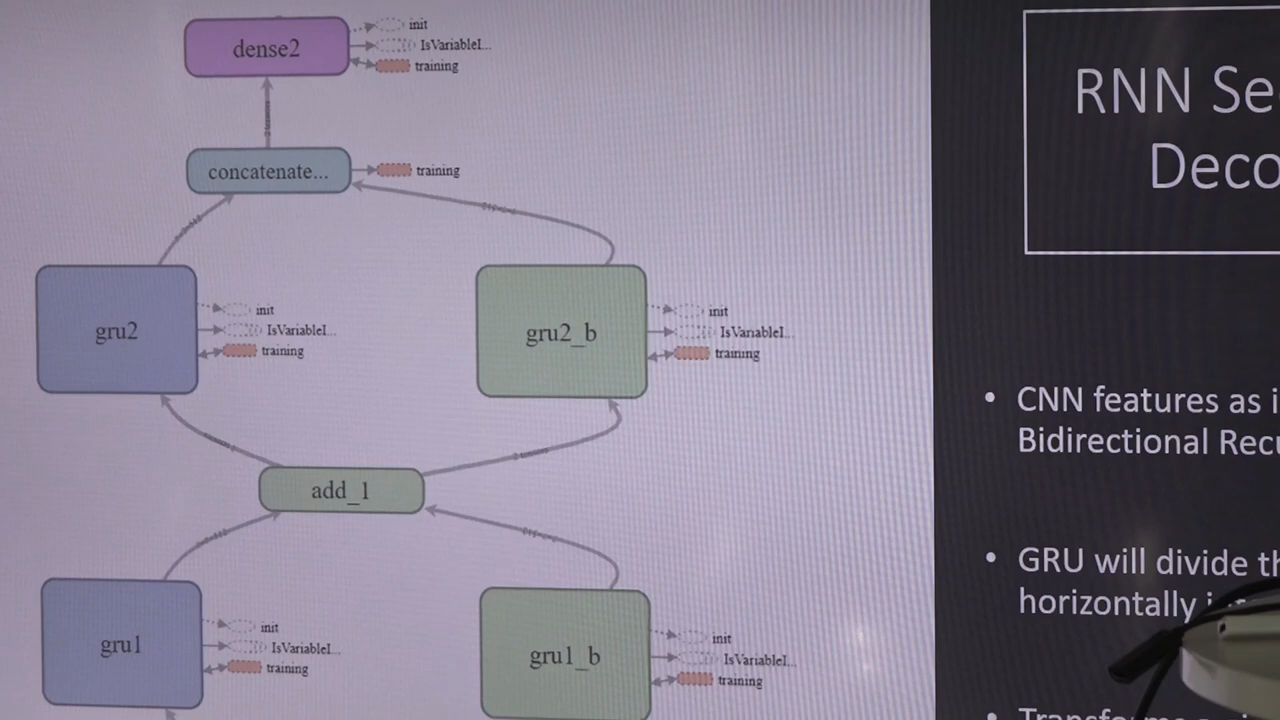 dense2
init
IsVariableI...
training
concatenate...
training
gru2
init
IsVariableI...
training
gru2_b
init
IsVariableI...
training
add_1
gru1
init
IsVariableI...
training
gru1_b
init
IsVariableI...
training
RNN Se
Deco
• CNN features as i
Bidirectional Recu
• GRU will divide th
horizontally
•